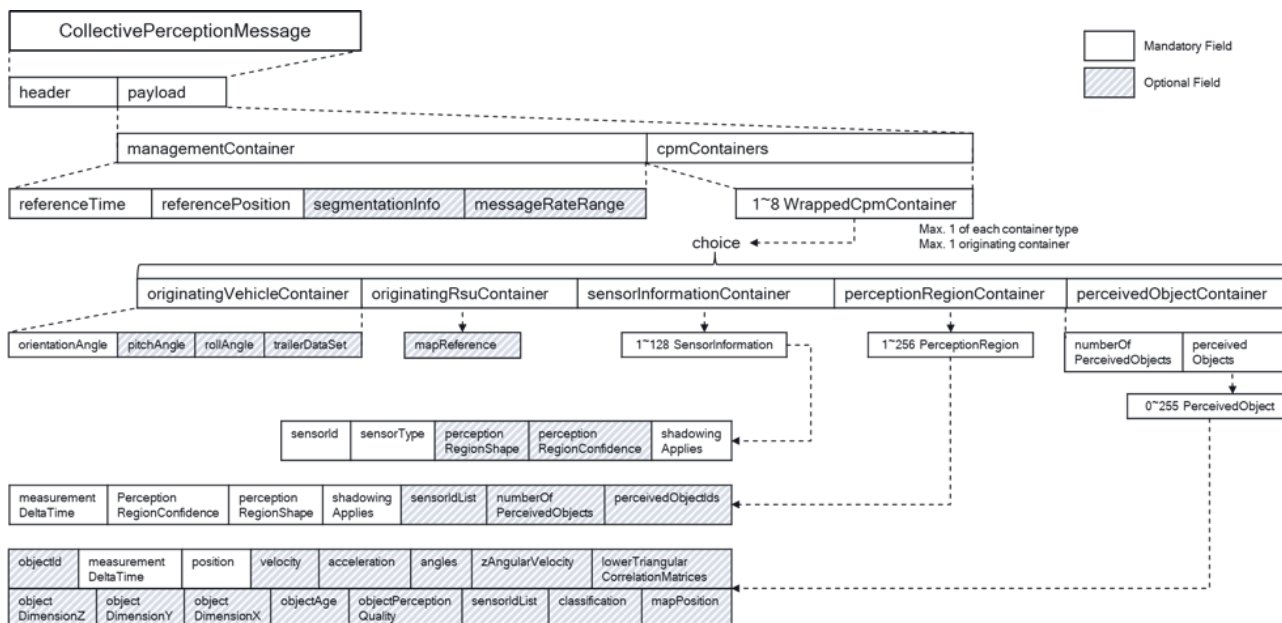 CollectivePerceptionMessage
Mandatory Field
Optional Field
header
payload
managementContainer
cpmContainers
referenceTime
referencePosition
segmentationInfo
messageRateRange
1~8 WrappedCpmContainer
Max. 1 of each container type
Max. 1 originating container
choice
originatingVehicleContainer
originatingRsuContainer
sensorInformationContainer
perceptionRegionContainer
perceivedObjectContainer
orientationAngle
pitchAngle
rollAngle
trailerDataSet
mapReference
1~128 SensorInformation
1~256 PerceptionRegion
numberOf
PerceivedObjects
perceived
Objects
0~255 PerceivedObject
sensorId
sensorType
perception
RegionShape
perception
RegionConfidence
shadowing
Applies
measurement
DeltaTime
Perception
RegionConfidence
perception
RegionShape
shadowing
Applies
sensorIdList
numberOf
PerceivedObjects
perceivedObjectIds
objectId
measurement
DeltaTime
position
velocity
acceleration
angles
zAngularVelocity
lowerTriangular
CorrelationMatrices
object
DimensionZ
object
DimensionY
object
DimensionX
objectAge
objectPerception
Quality
sensorIdList
classification
mapPosition